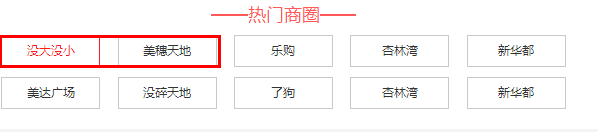 热门商圈
没大没小 美穗天地 乐购 杏林湾 新华都
美达广场 没碎天地 了狗 杏林湾 新华都